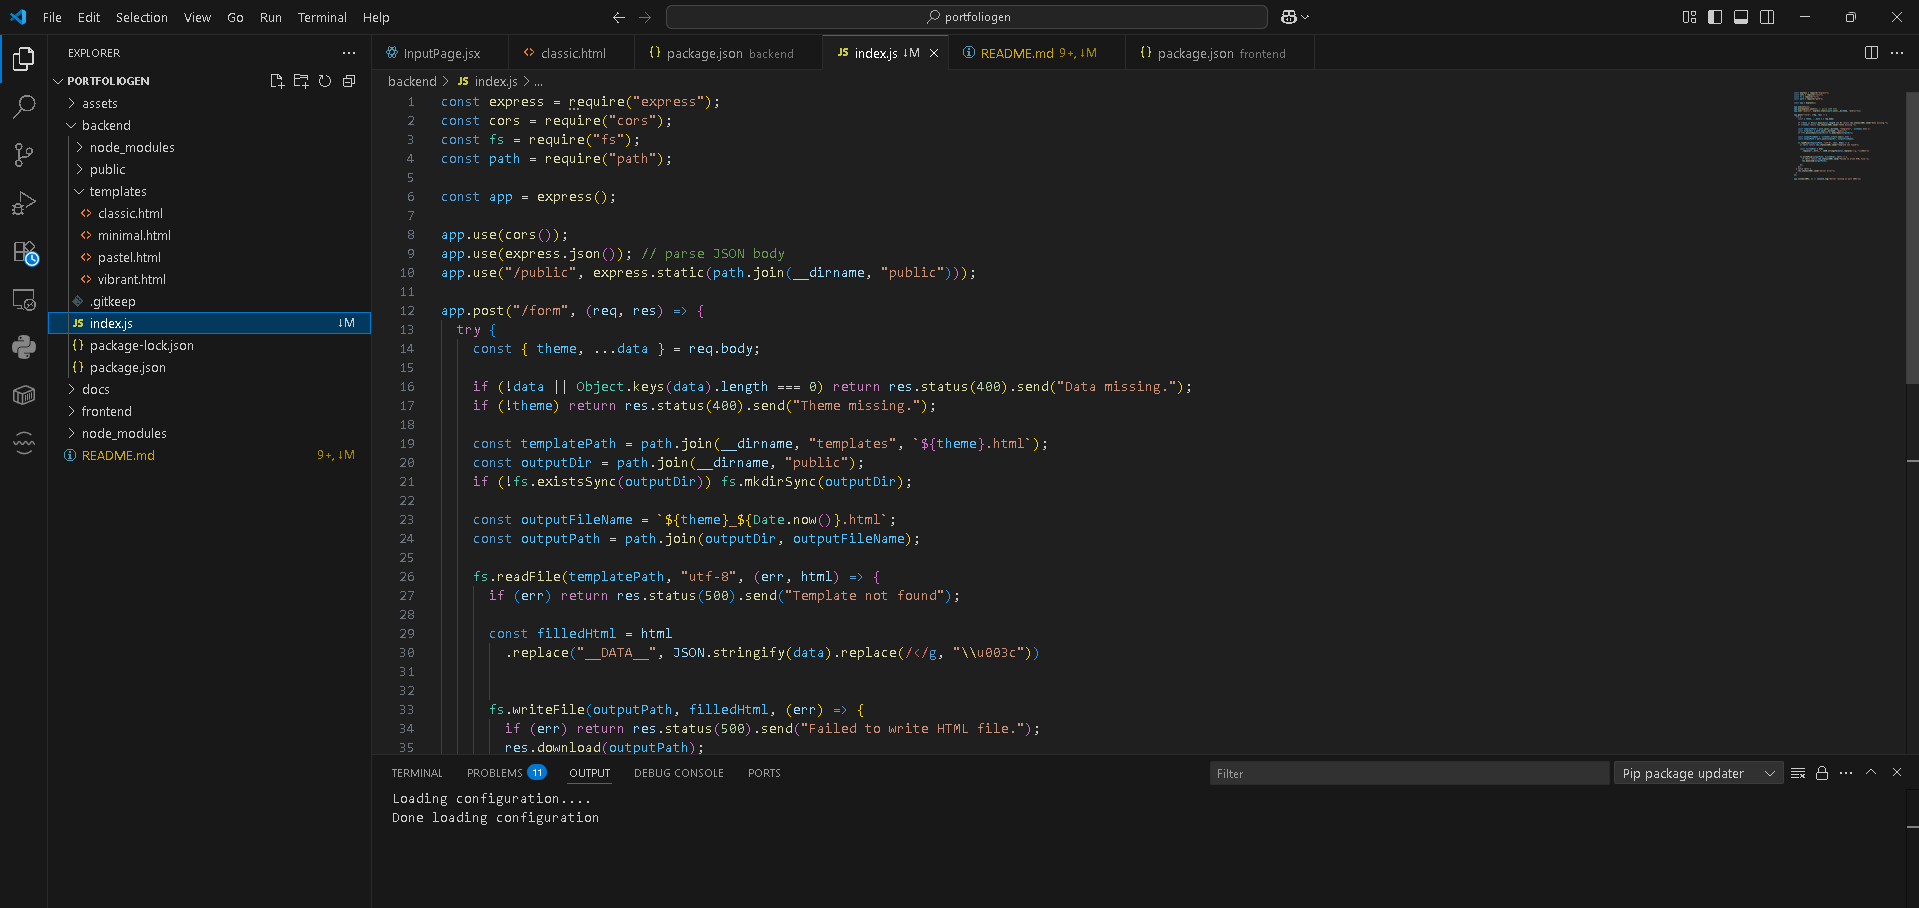 File Edit Selection View Go Run Terminal Help
portfoliogen
EXPLORER
PORTFOLIOGEN
assets
backend
node_modules
public
templates
classic.html
minimal.html
pastel.html
vibrant.html
.gitkeep
JS index.js ↓M
{} package-lock.json
{} package.json
docs
frontend
node_modules
README.md 9+, ↓M
InputPage.jsx
classic.html
{} package.json backend
JS index.js ↓M
README.md 9+, ↓M
{} package.json frontend
backend > JS index.js > ...
1 const express = require("express");
2 const cors = require("cors");
3 const fs = require("fs");
4 const path = require("path");
5
6 const app = express();
7
8 app.use(cors());
9 app.use(express.json()); // parse JSON body
10 app.use("/public", express.static(path.join(__dirname, "public")));
11
12 app.post("/form", (req, res) => {
13 try {
14 const { theme, ...data } = req.body;
15
16 if (!data || Object.keys(data).length === 0) return res.status(400).send("Data missing.");
17 if (!theme) return res.status(400).send("Theme missing.");
18
19 const templatePath = path.join(__dirname, "templates", `${theme}.html`);
20 const outputDir = path.join(__dirname, "public");
21 if (!fs.existsSync(outputDir)) fs.mkdirSync(outputDir);
22
23 const outputFileName = `${theme}_${Date.now()}.html`;
24 const outputPath = path.join(outputDir, outputFileName);
25
26 fs.readFile(templatePath, "utf-8", (err, html) => {
27 if (err) return res.status(500).send("Template not found");
28
29 const filledHtml = html
30 .replace("__DATA__", JSON.stringify(data).replace(/</g, "\\u003c"))
31
32
33 fs.writeFile(outputPath, filledHtml, (err) => {
34 if (err) return res.status(500).send("Failed to write HTML file.");
35 res.download(outputPath);
TERMINAL PROBLEMS 11 OUTPUT DEBUG CONSOLE PORTS
Filter
Pip package updater
Loading configuration....
Done loading configuration